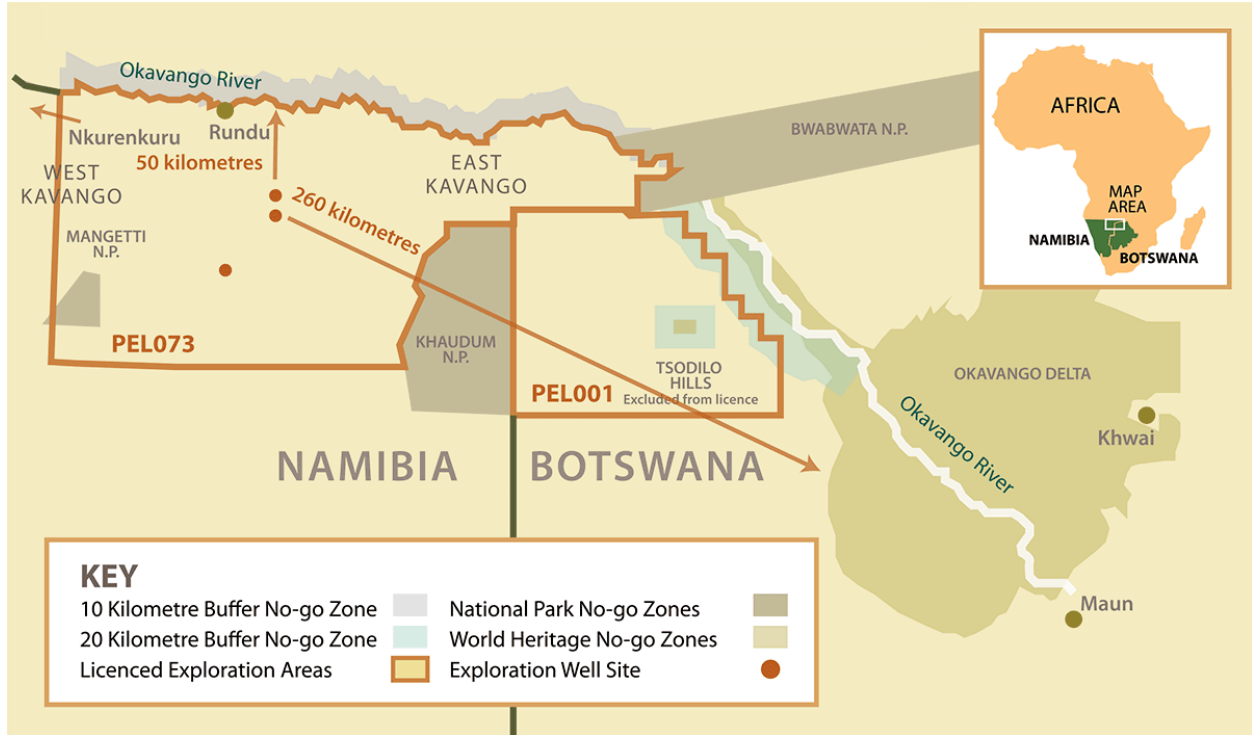 Okavango River
Nkurenkuru
Rundu
50 kilometres
WEST
KAVANGO
EAST
KAVANGO
BWABWATA N.P.
260 kilometres
MANGETTI
N.P.
PEL073
KHAUDUM
N.P.
PEL001
TSODILO
HILLS
Excluded from licence
OKAVANGO DELTA
Khwai
Okavango River
Maun
NAMIBIA
BOTSWANA
AFRICA
MAP
AREA
NAMIBIA
BOTSWANA
KEY
10 Kilometre Buffer No-go Zone
20 Kilometre Buffer No-go Zone
Licenced Exploration Areas
National Park No-go Zones
World Heritage No-go Zones
Exploration Well Site